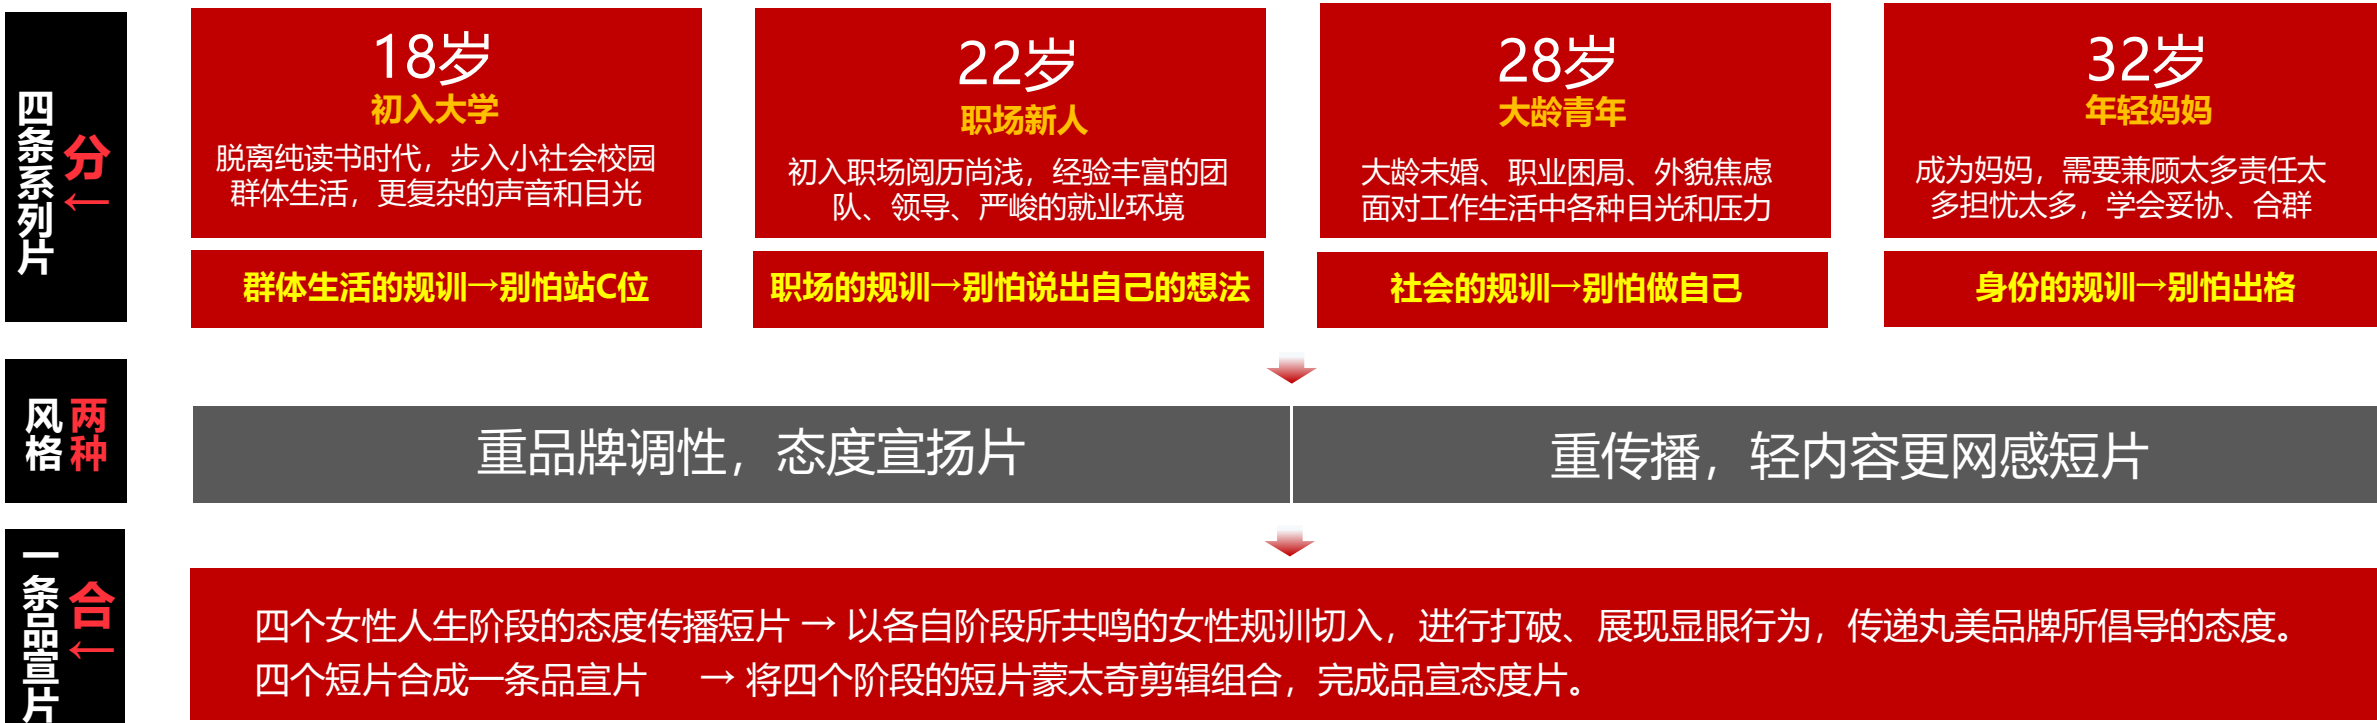 四条系列片
分←
18岁
初入大学
脱离纯读书时代，步入小社会校园
群体生活，更复杂的声音和目光
群体生活的规训→别怕站C位
22岁
职场新人
初入职场阅历尚浅，经验丰富的团
队、领导、严峻的就业环境
职场的规训→别怕说出自己的想法
28岁
大龄青年
大龄未婚、职业困局、外貌焦虑
面对工作生活中各种目光和压力
社会的规训→别怕做自己
32岁
年轻妈妈
成为妈妈，需要兼顾太多责任太
多担忧太多，学会妥协、合群
身份的规训→别怕出格
两种
风格
重品牌调性，态度宣扬片
重传播，轻内容更网感短片
一条品宣片
合←
四个女性人生阶段的态度传播短片 → 以各自阶段所共鸣的女性规训切入，进行打破、展现显眼行为，传递丸美品牌所倡导的态度。
四个短片合成一条品宣片 → 将四个阶段的短片蒙太奇剪辑组合，完成品宣态度片。